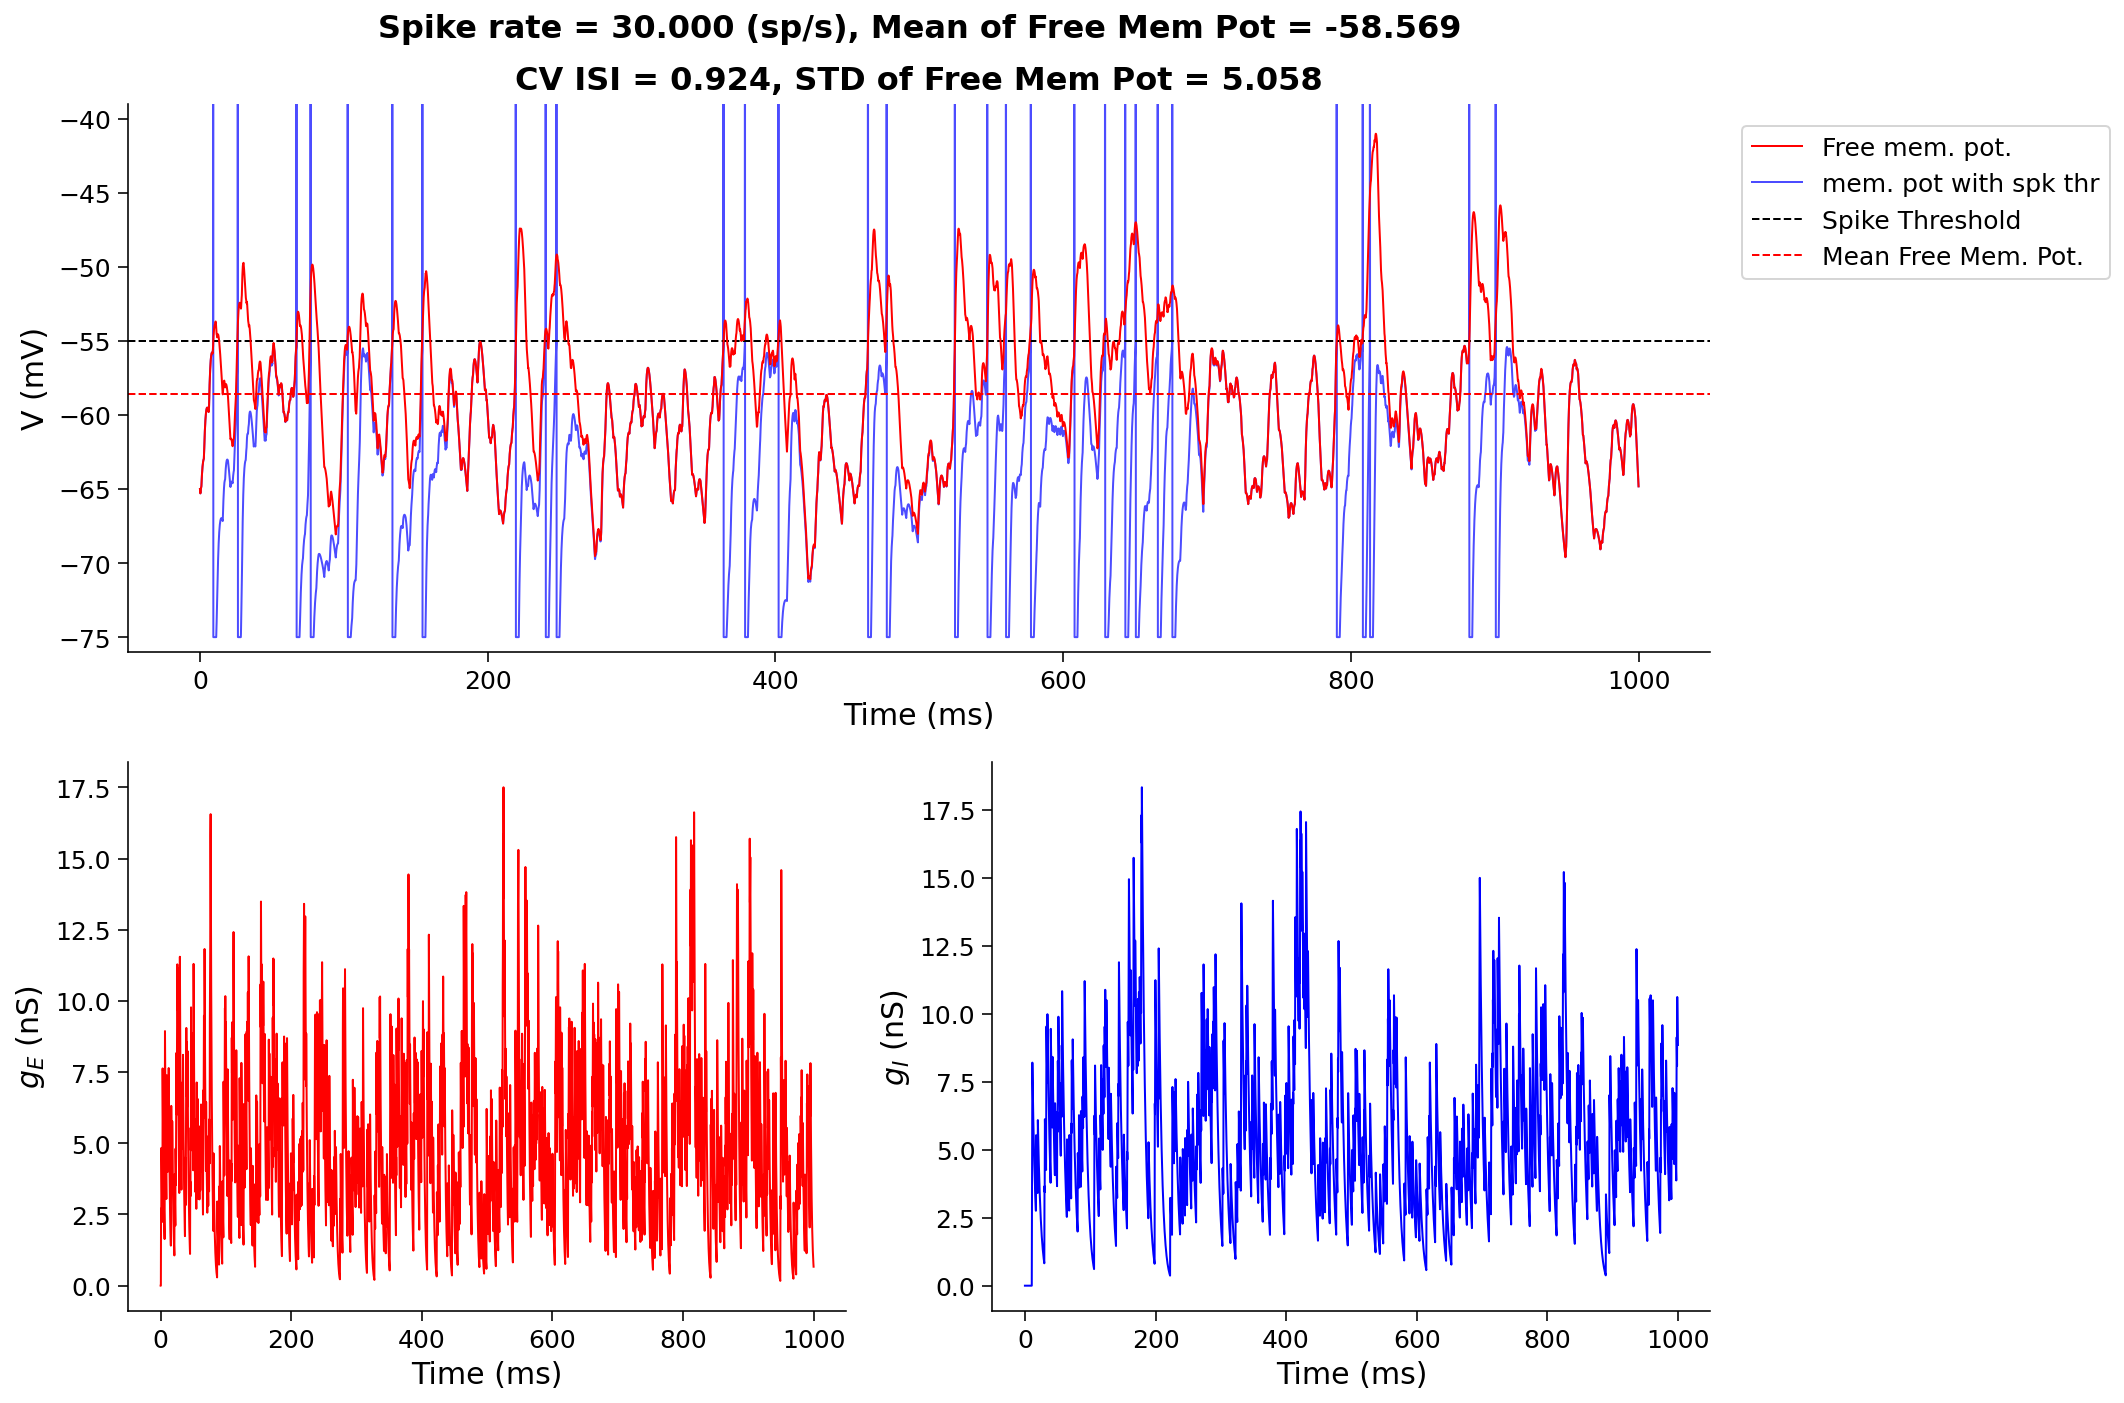 Spike rate = 30.000 (sp/s), Mean of Free Mem Pot = -58.569
CV ISI = 0.924, STD of Free Mem Pot = 5.058
−40
−45
−50
−55
−60
−65
−70
−75
V (mV)
0 200 400 600 800 1000
Time (ms)
Free mem. pot.
mem. pot with spk thr
Spike Threshold
Mean Free Mem. Pot.
17.5
15.0
12.5
10.0
7.5
5.0
2.5
0.0
g_E (nS)
0 200 400 600 800 1000
Time (ms)
17.5
15.0
12.5
10.0
7.5
5.0
2.5
0.0
g_I (nS)
0 200 400 600 800 1000
Time (ms)